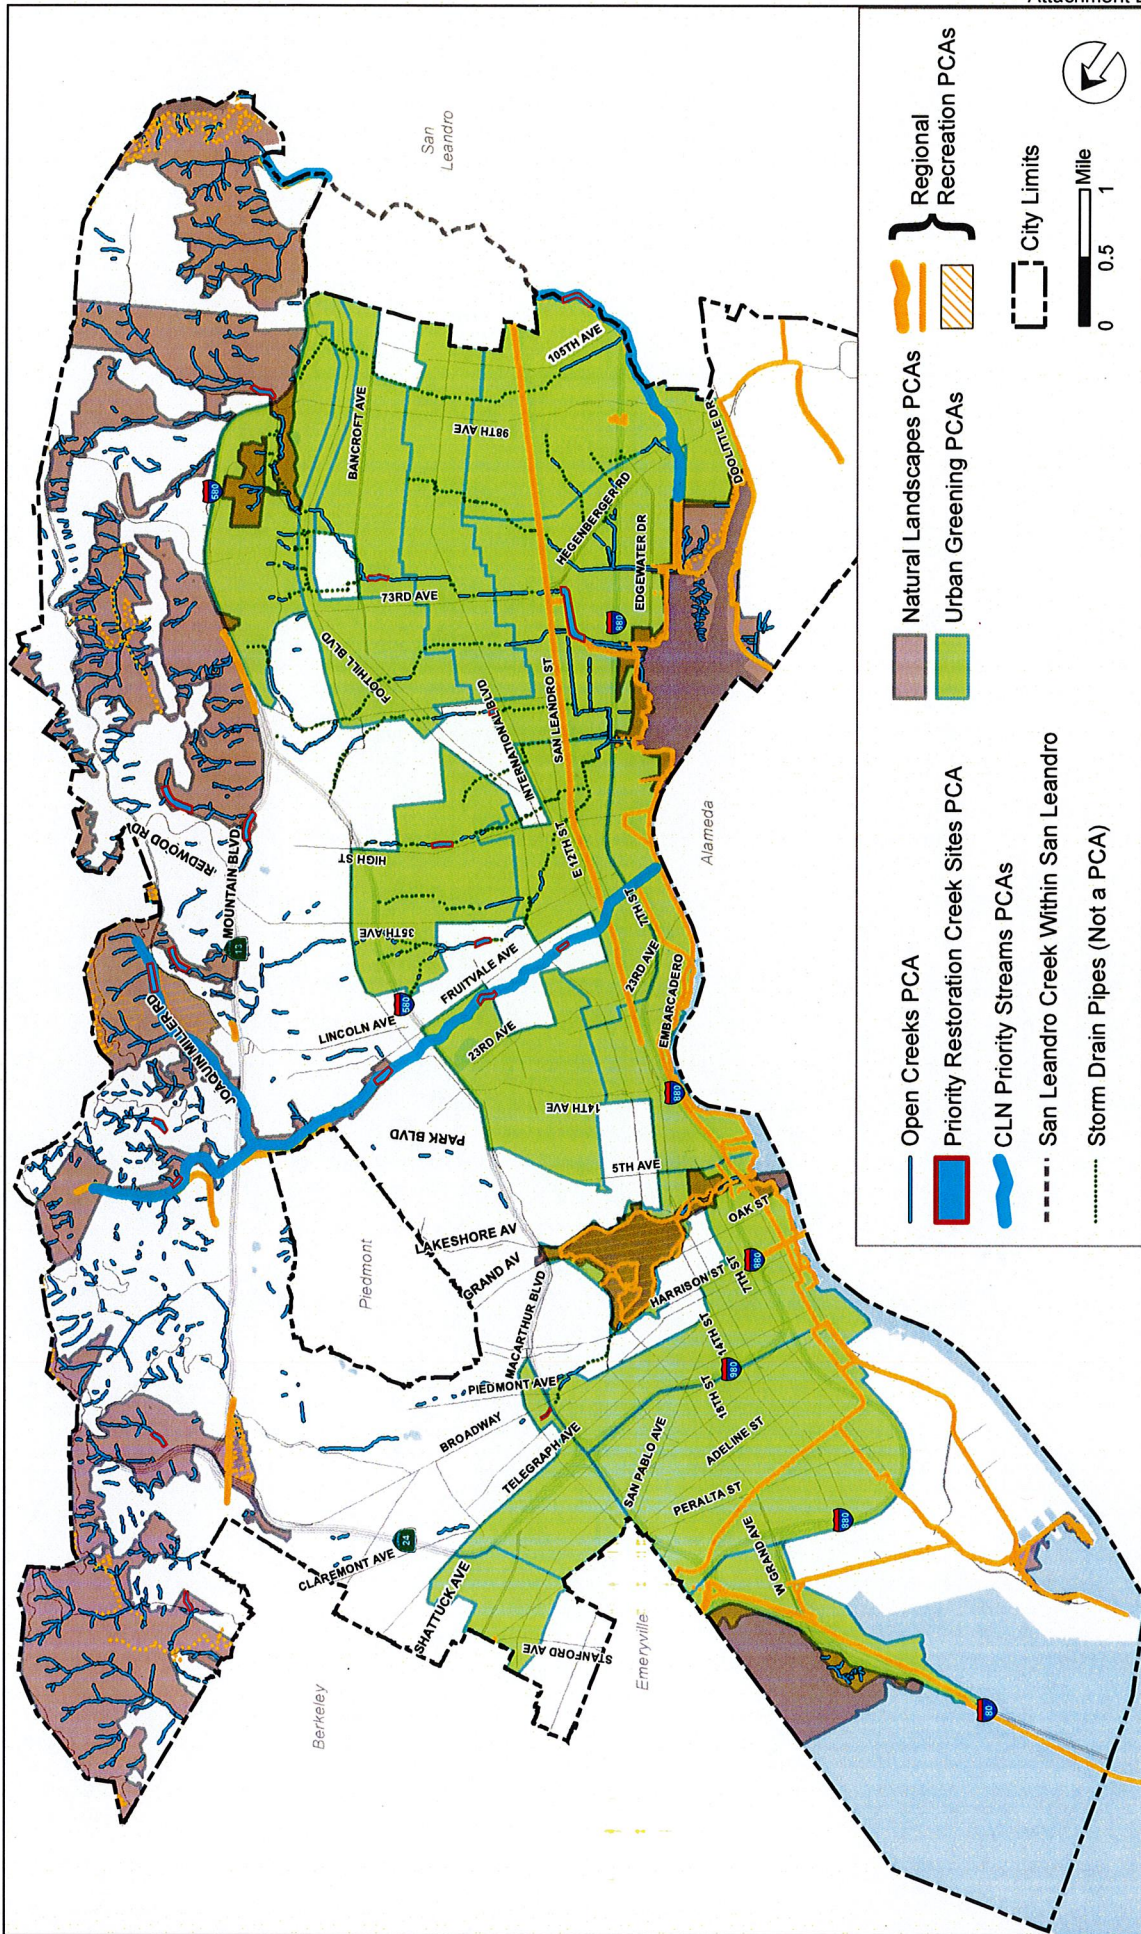 Attachment
San
Leandro
580
BANCROFT AVE
98TH AVE
105TH AVE
DOOLITTLE DR
HEGENBERGER RD
EDGEWATER DR
73RD AVE
880
FOOTHILL BLVD
INTERNATIONAL BLVD
SAN LEANDRO ST
REDWOOD RD
MOUNTAIN BLVD
HIGH ST
E 12TH ST
Alameda
13
35TH AVE
7TH ST
JOAQUIN MILLER RD
LINCOLN AVE
580
FRUITVALE AVE
23RD AVE
23RD AVE
EMBARCADERO
880
14TH AVE
PARK BLVD
5TH AVE
Piedmont
LAKESHORE AV
GRAND AV
MACARTHUR BLVD
OAK ST
HARRISON ST
7TH ST
880
14TH ST
980
18TH ST
PIEDMONT AVE
BROADWAY
TELEGRAPH AVE
SAN PABLO AVE
ADELINE ST
PERALTA ST
W GRAND AVE
880
24
CLAREMONT AVE
SHATTUCK AVE
STANFORD AVE
Berkeley
Emeryville
80
Open Creeks PCA
Priority Restoration Creek Sites PCA
CLN Priority Streams PCAs
San Leandro Creek Within San Leandro
Storm Drain Pipes (Not a PCA)
Natural Landscapes PCAs
Urban Greening PCAs
Regional
Recreation PCAs
City Limits
0 0.5 1
Mile